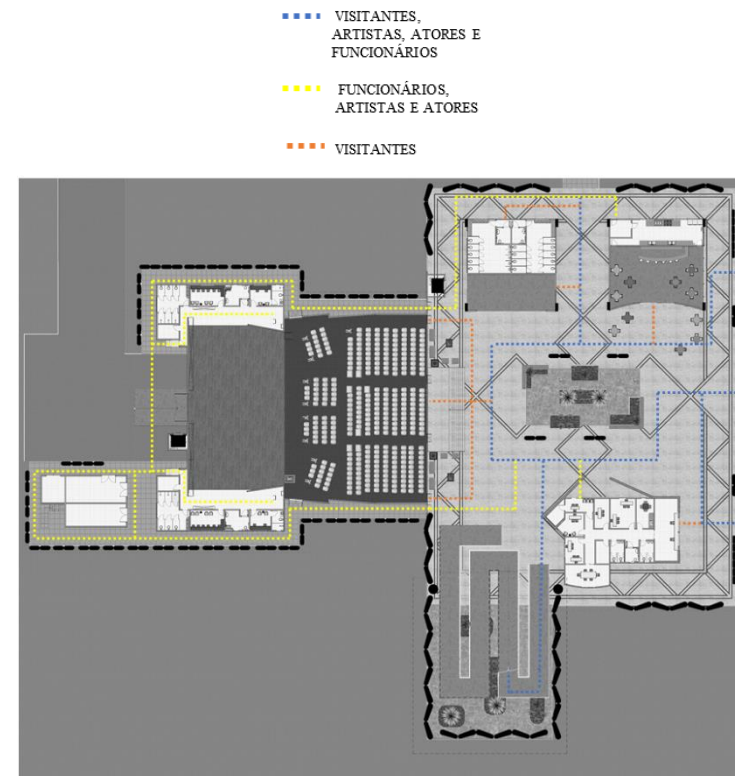 VISITANTES,
ARTISTAS, ATORES E
FUNCIONÁRIOS
FUNCIONÁRIOS,
ARTISTAS E ATORES
VISITANTES